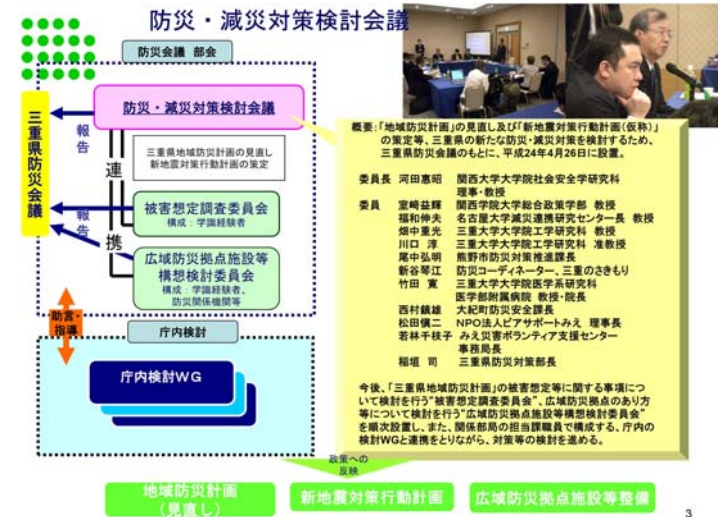 防災・減災対策検討会議
防災会議 部会
防災・減災対策検討会議
三重県防災会議
報告
連携
三重県地域防災計画の見直し
新地震対策行動計画の策定
報告
被害想定調査委員会
構成：学識経験者
広域防災拠点施設等
構想検討委員会
構成：学識経験者、
防災関係機関等
助言・
指導
庁内検討
庁内検討ＷＧ
概要：「地域防災計画」の見直し及び「新地震対策行動計画（仮称）」
の策定等、三重県の新たな防災・減災対策を検討するため、
三重県防災会議のもとに、平成24年4月26日に設置。
委員長 河田惠昭 関西大学大学院社会安全学研究科
理事・教授
委員 室﨑益輝 関西学院大学総合政策学部 教授
福和伸夫 名古屋大学減災連携研究センター長 教授
畑中重光 三重大学大学院工学研究科 教授
川口 淳 三重大学大学院工学研究科 准教授
尾中弘明 熊野市防災対策推進課長
新谷琴江 防災コーディネーター、三重のさきもり
竹田 寛 三重大学大学院医学系研究科
医学部附属病院 教授・院長
西村鎮雄 大紀町防災安全課長
松田慎二 ＮＰＯ法人ピアサポートみえ 理事長
若林千枝子 みえ災害ボランティア支援センター
事務局長
稲垣 司 三重県防災対策部長
今後、「三重県地域防災計画」の被害想定等に関する事項につ
いて検討を行う“被害想定調査委員会”、広域防災拠点のあり方
等について検討を行う“広域防災拠点施設等構想検討委員会”
を順次設置し、また、関係部局の担当課職員で構成する、庁内の
検討WGと連携をとりながら、対策等の検討を進める。
政策への
反映
地域防災計画
（見直し）
新地震対策行動計画
広域防災拠点施設等整備
3